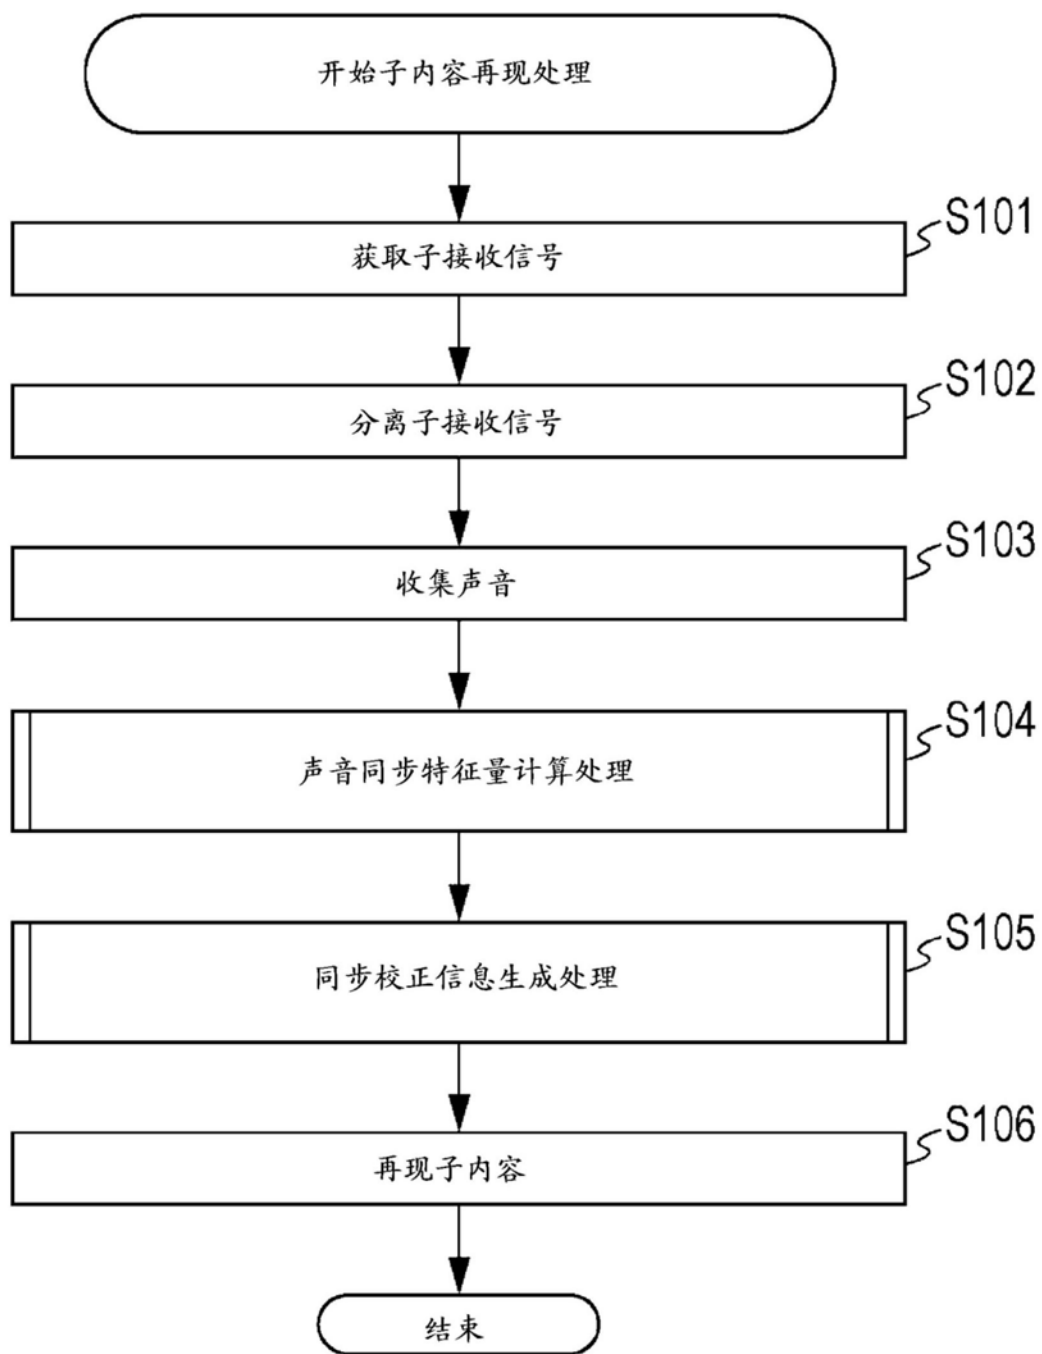 开始子内容再现处理
S101
获取子接收信号
S102
分离子接收信号
S103
收集声音
S104
声音同步特征量计算处理
S105
同步校正信息生成处理
S106
再现子内容
结束